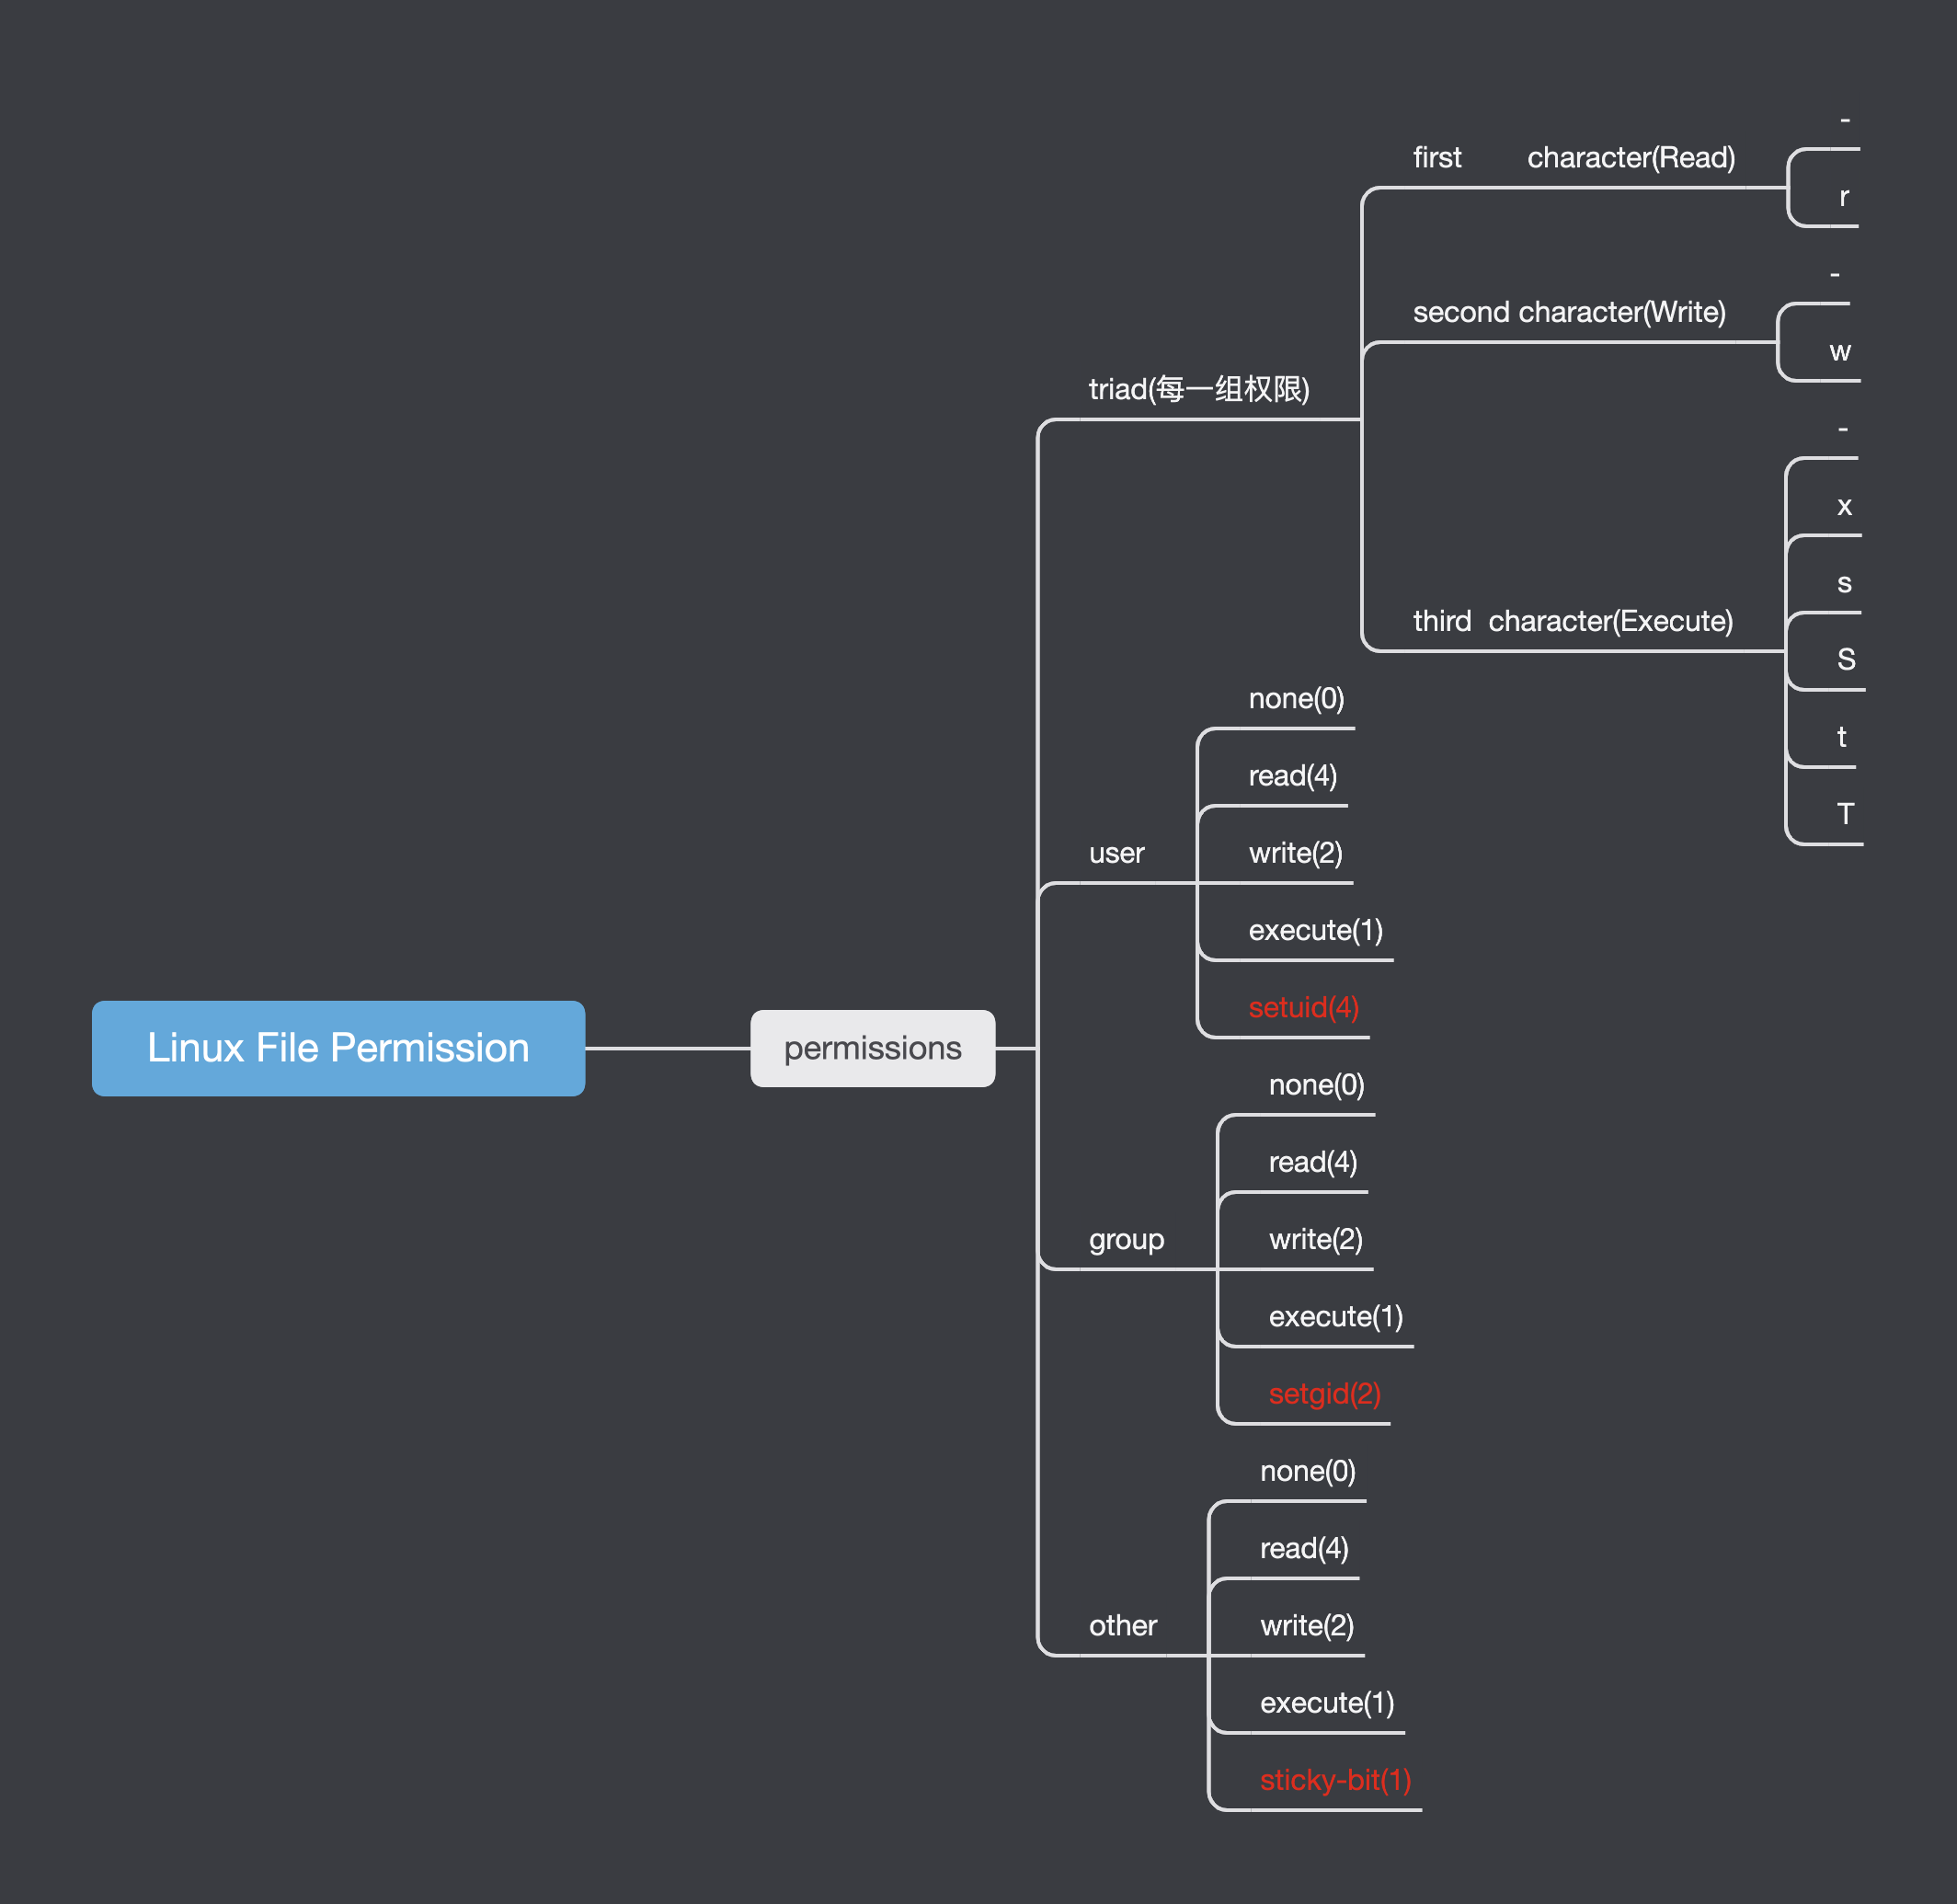 Linux File Permission
permissions
triad(每一组权限)
first character(Read)
-
r
second character(Write)
-
w
third character(Execute)
-
x
s
S
t
T
user
none(0)
read(4)
write(2)
execute(1)
setuid(4)
group
none(0)
read(4)
write(2)
execute(1)
setgid(2)
other
none(0)
read(4)
write(2)
execute(1)
sticky-bit(1)